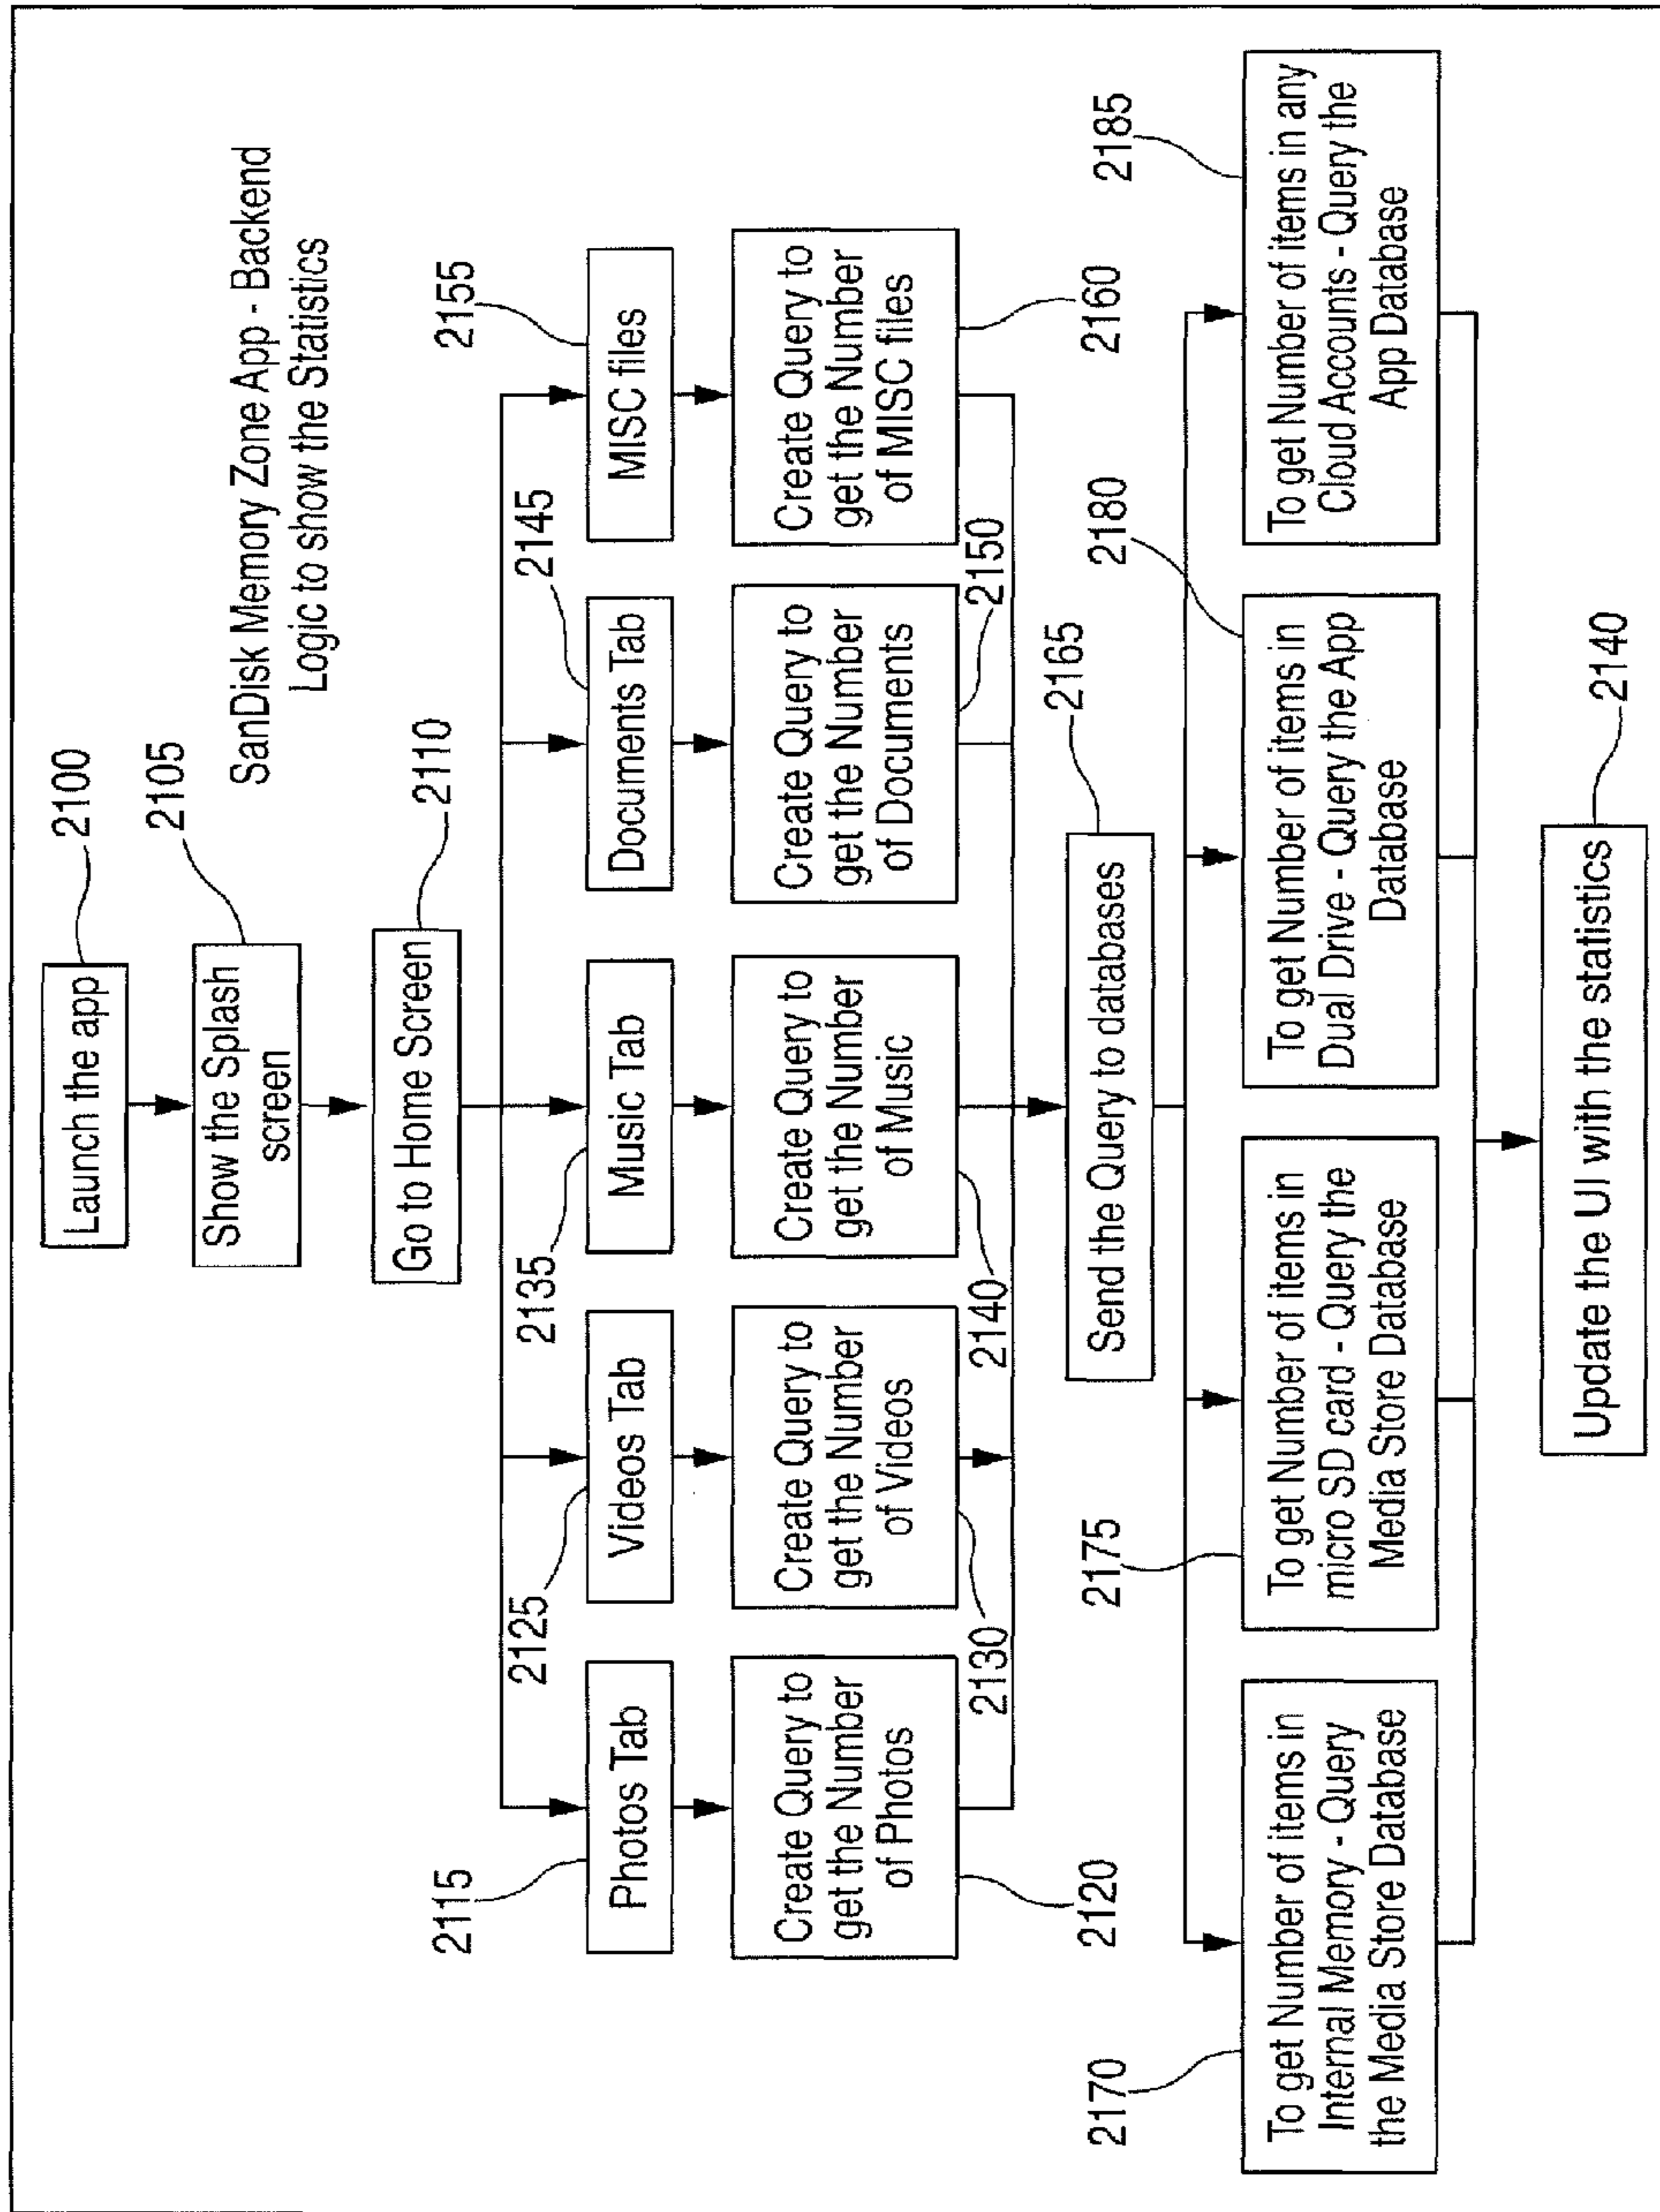 Launch the app
2100
Show the Splash
screen
2105
SanDisk Memory Zone App - Backend
Logic to show the Statistics
Go to Home Screen
2110
2115
Photos Tab
2125
Videos Tab
2135
Music Tab
Documents Tab
2145
MISC files
2155
Create Query to
get the Number
of Photos
2120
Create Query to
get the Number
of Videos
2130
Create Query to
get the Number
of Music
2140
Create Query to
get the Number
of Documents
2150
Create Query to
get the Number
of MISC files
2160
Send the Query to databases
2165
2170
To get Number of items in
Internal Memory - Query
the Media Store Database
2175
To get Number of items in
micro SD card - Query the
Media Store Database
To get Number of items in
Dual Drive - Query the App
Database
2180
To get Number of items in any
Cloud Accounts - Query the
App Database
2185
Update the UI with the statistics
2140